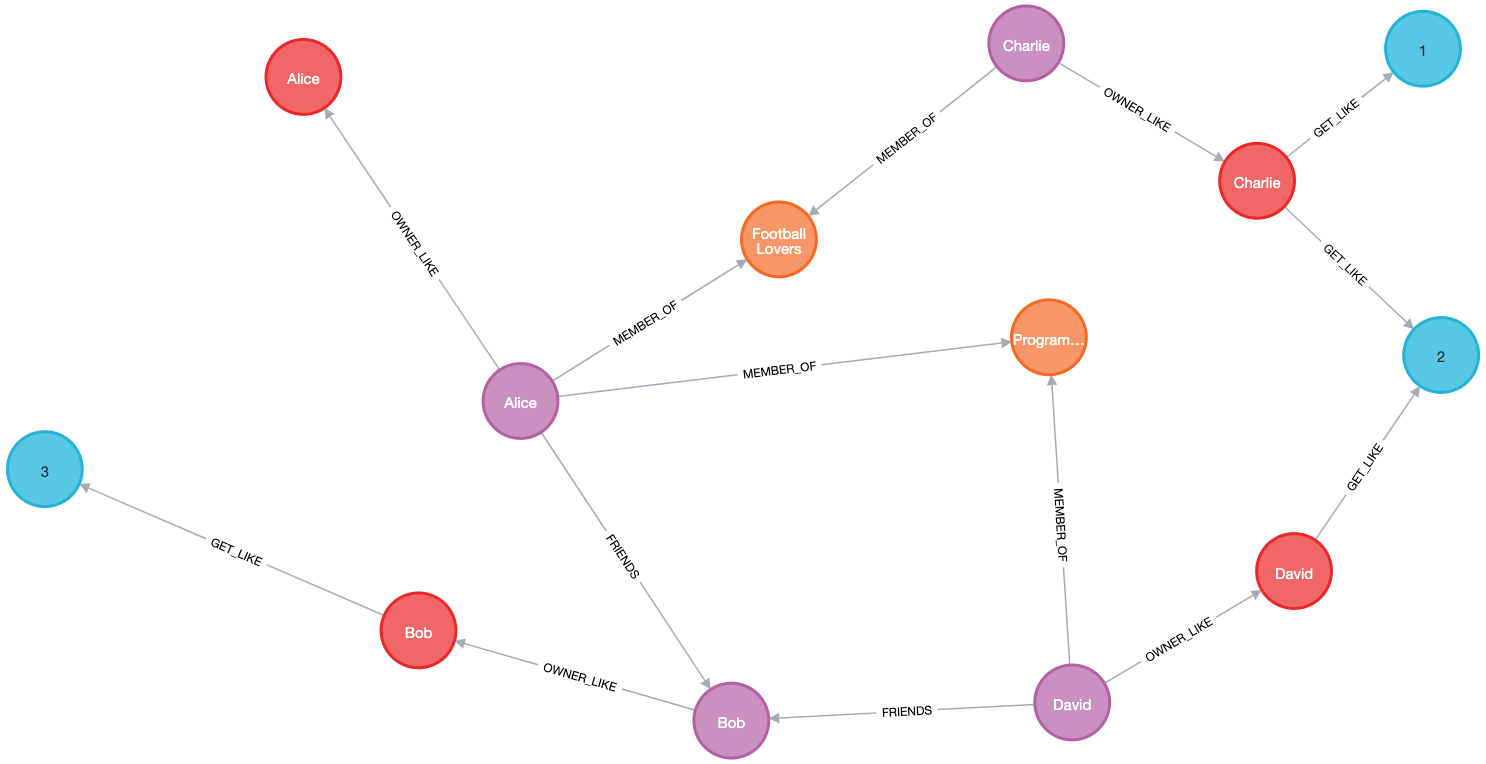 Charlie
1
Alice
OWNER_LIKE
GET_LIKE
MEMBER_OF
Charlie
OWNER_LIKE
Football
Lovers
GET_LIKE
MEMBER_OF
Program...
2
MEMBER_OF
Alice
3
GET_LIKE
MEMBER_OF
GET_LIKE
FRIENDS
David
Bob
OWNER_LIKE
OWNER_LIKE
David
FRIENDS
Bob